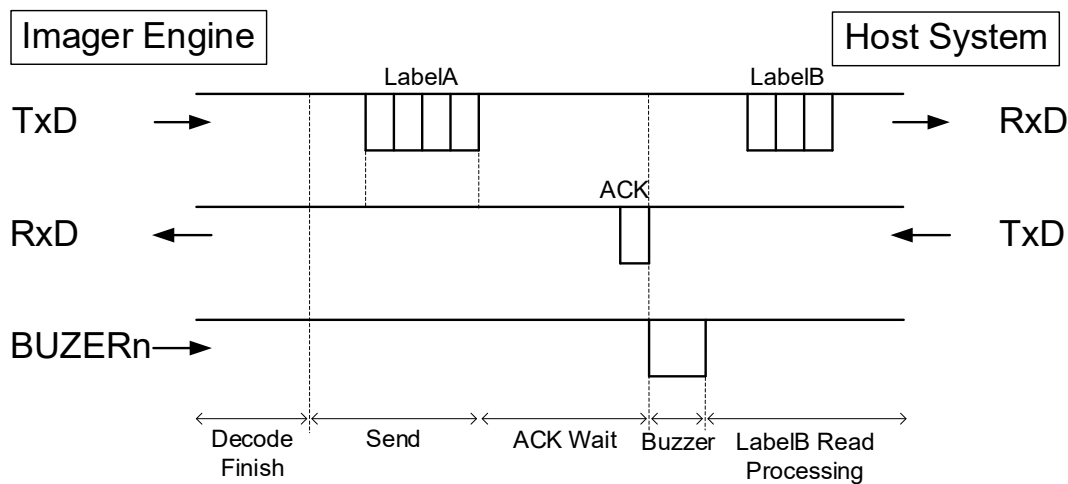 Imager Engine
Host System
LabelA
LabelB
TxD
RxD
ACK
RxD
TxD
BUZERn
Decode
Finish
Send
ACK Wait
Buzzer
LabelB Read
Processing